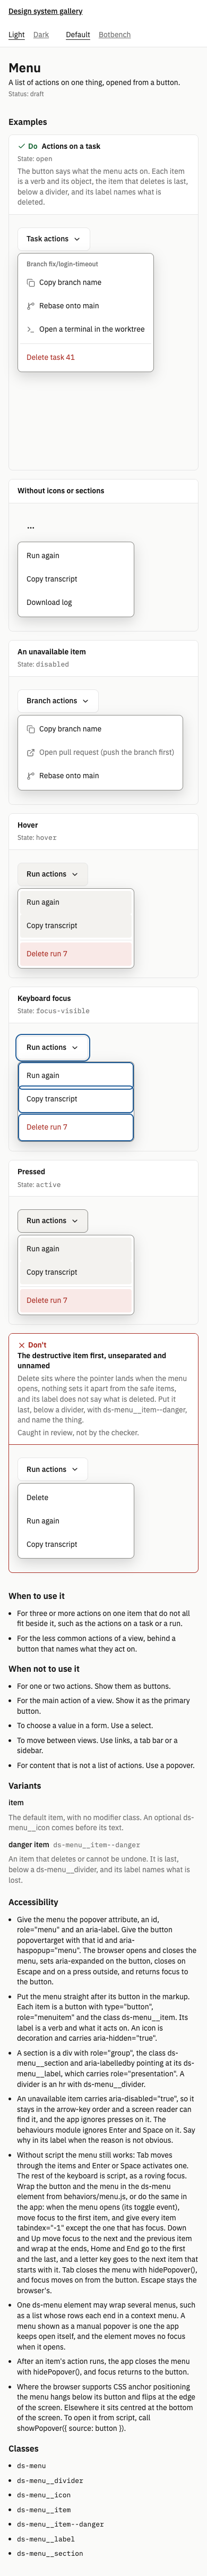 Design system gallery
Light Dark Default Botbench
Menu
A list of actions on one thing, opened from a button.
Status: draft
Examples
Do Actions on a task
State: open
The button says what the menu acts on. Each item
is a verb and its object, the item that deletes is last,
below a divider, and its label names what is
deleted.
Task actions
Branch fix/login-timeout
Copy branch name
Rebase onto main
Open a terminal in the worktree
Delete task 41
Without icons or sections
...
Run again
Copy transcript
Download log
An unavailable item
State: disabled
Branch actions
Copy branch name
Open pull request (push the branch first)
Rebase onto main
Hover
State: hover
Run actions
Run again
Copy transcript
Delete run 7
Keyboard focus
State: focus-visible
Run actions
Run again
Copy transcript
Delete run 7
Pressed
State: active
Run actions
Run again
Copy transcript
Delete run 7
Don't
The destructive item first, unseparated and
unnamed
Delete sits where the pointer lands when the menu
opens, nothing sets it apart from the safe items,
and its label does not say what is deleted. Put it
last, below a divider, with ds-menu__item--danger,
and name the thing.
Caught in review, not by the checker.
Run actions
Delete
Run again
Copy transcript
When to use it
• For three or more actions on one item that do not all
fit beside it, such as the actions on a task or a run.
• For the less common actions of a view, behind a
button that names what they act on.
When not to use it
• For one or two actions. Show them as buttons.
• For the main action of a view. Show it as the primary
button.
• To choose a value in a form. Use a select.
• To move between views. Use links, a tab bar or a
sidebar.
• For content that is not a list of actions. Use a popover.
Variants
item
The default item, with no modifier class. An optional ds-
menu__icon comes before its text.
danger item ds-menu__item--danger
An item that deletes or cannot be undone. It is last,
below a ds-menu__divider, and its label names what is
lost.
Accessibility
• Give the menu the popover attribute, an id,
role="menu" and an aria-label. Give the button
popovertarget with that id and aria-
haspopup="menu". The browser opens and closes the
menu, sets aria-expanded on the button, closes on
Escape and on a press outside, and returns focus to
the button.
• Put the menu straight after its button in the markup.
Each item is a button with type="button",
role="menuitem" and the class ds-menu__item. Its
label is a verb and what it acts on. An icon is
decoration and carries aria-hidden="true".
• A section is a div with role="group", the class ds-
menu__section and aria-labelledby pointing at its ds-
menu__label, which carries role="presentation". A
divider is an hr with ds-menu__divider.
• An unavailable item carries aria-disabled="true", so it
stays in the arrow-key order and a screen reader can
find it, and the app ignores presses on it. The
behaviours module ignores Enter and Space on it. Say
why in its label when the reason is not obvious.
• Without script the menu still works: Tab moves
through the items and Enter or Space activates one.
The rest of the keyboard is script, as a roving focus.
Wrap the button and the menu in the ds-menu
element from behaviors/menu.js, or do the same in
the app: when the menu opens (its toggle event),
move focus to the first item, and give every item
tabindex="-1" except the one that has focus. Down
and Up move focus to the next and the previous item
and wrap at the ends, Home and End go to the first
and the last, and a letter key goes to the next item that
starts with it. Tab closes the menu with hidePopover(),
and focus moves on from the button. Escape stays the
browser's.
• One ds-menu element may wrap several menus, such
as a list whose rows each end in a context menu. A
menu shown as a manual popover is one the app
keeps open itself, and the element moves no focus
when it opens.
• After an item's action runs, the app closes the menu
with hidePopover(), and focus returns to the button.
• Where the browser supports CSS anchor positioning
the menu hangs below its button and flips at the edge
of the screen. Elsewhere it sits centred at the bottom
of the screen. To open it from script, call
showPopover({ source: button }).
Classes
• ds-menu
• ds-menu__divider
• ds-menu__icon
• ds-menu__item
• ds-menu__item--danger
• ds-menu__label
• ds-menu__section